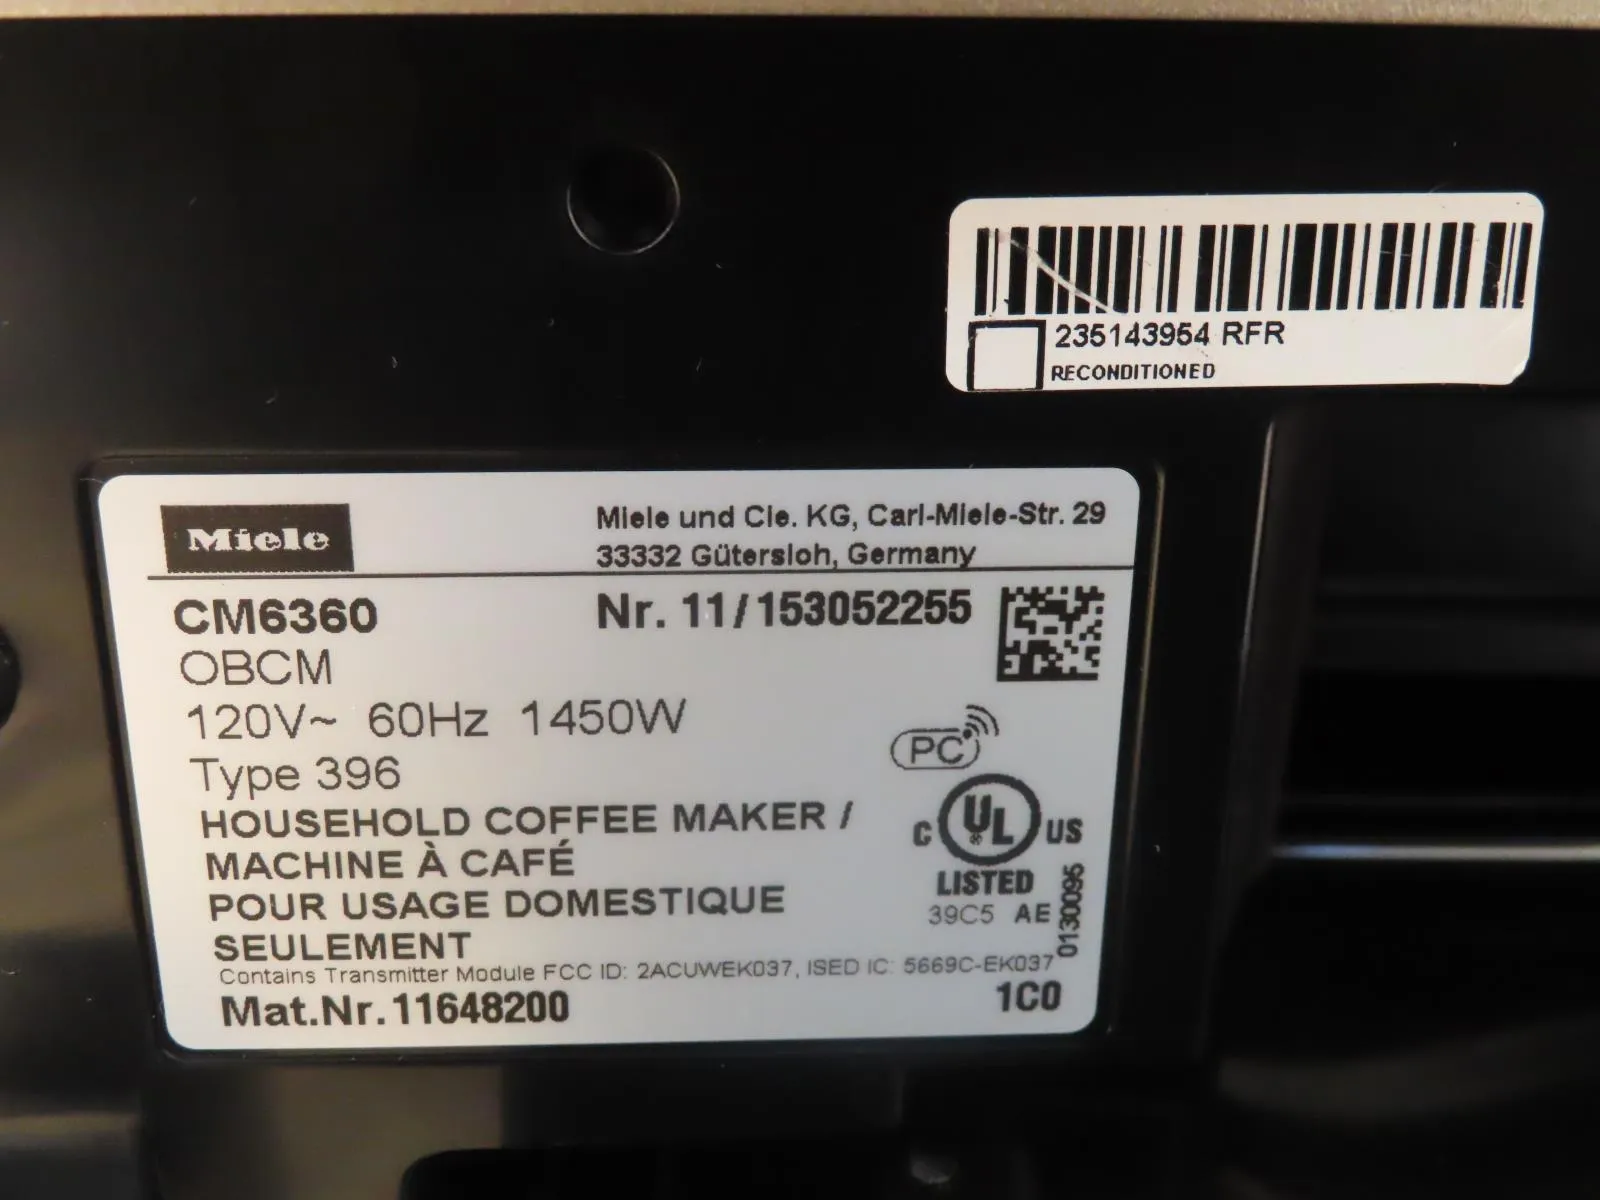 235143954 RFR
RECONDITIONED
Miele
Miele und Cie. KG, Carl-Miele-Str. 29
33332 Gütersloh, Germany
CM6360
Nr. 11/153052255
OBCM
120V~ 60Hz 1450W
Type 396
PC
HOUSEHOLD COFFEE MAKER /
MACHINE À CAFÉ
POUR USAGE DOMESTIQUE
SEULEMENT
C UL US
LISTED
39C5 AE
0130095
Contains Transmitter Module FCC ID: 2ACUWEK037, ISED IC: 5669C-EK037
Mat.Nr.11648200
1C0